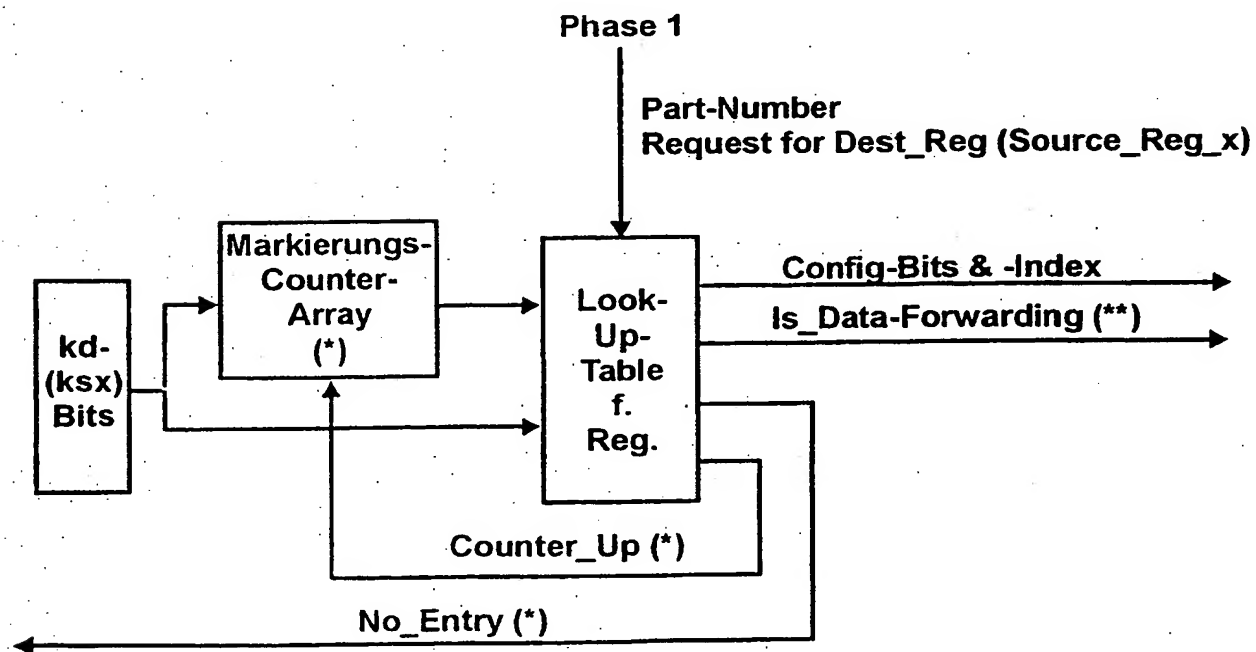 Phase 1
Part-Number
Request for Dest_Reg (Source_Reg_x)
Markierungs-
Counter-
Array
(*)
kd-
(ksx)
Bits
Look-
Up-
Table
f.
Reg.
Config-Bits & -Index
Is_Data-Forwarding (**)
Counter_Up (*)
No_Entry (*)